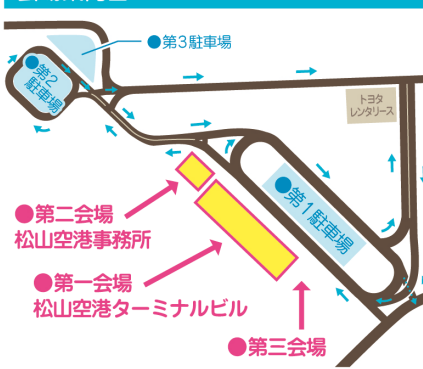 ●第3駐車場
●第2
駐車場
トヨタ
レンタリース
●第1駐車場
●第二会場
松山空港事務所
●第一会場
松山空港ターミナルビル
●第三会場